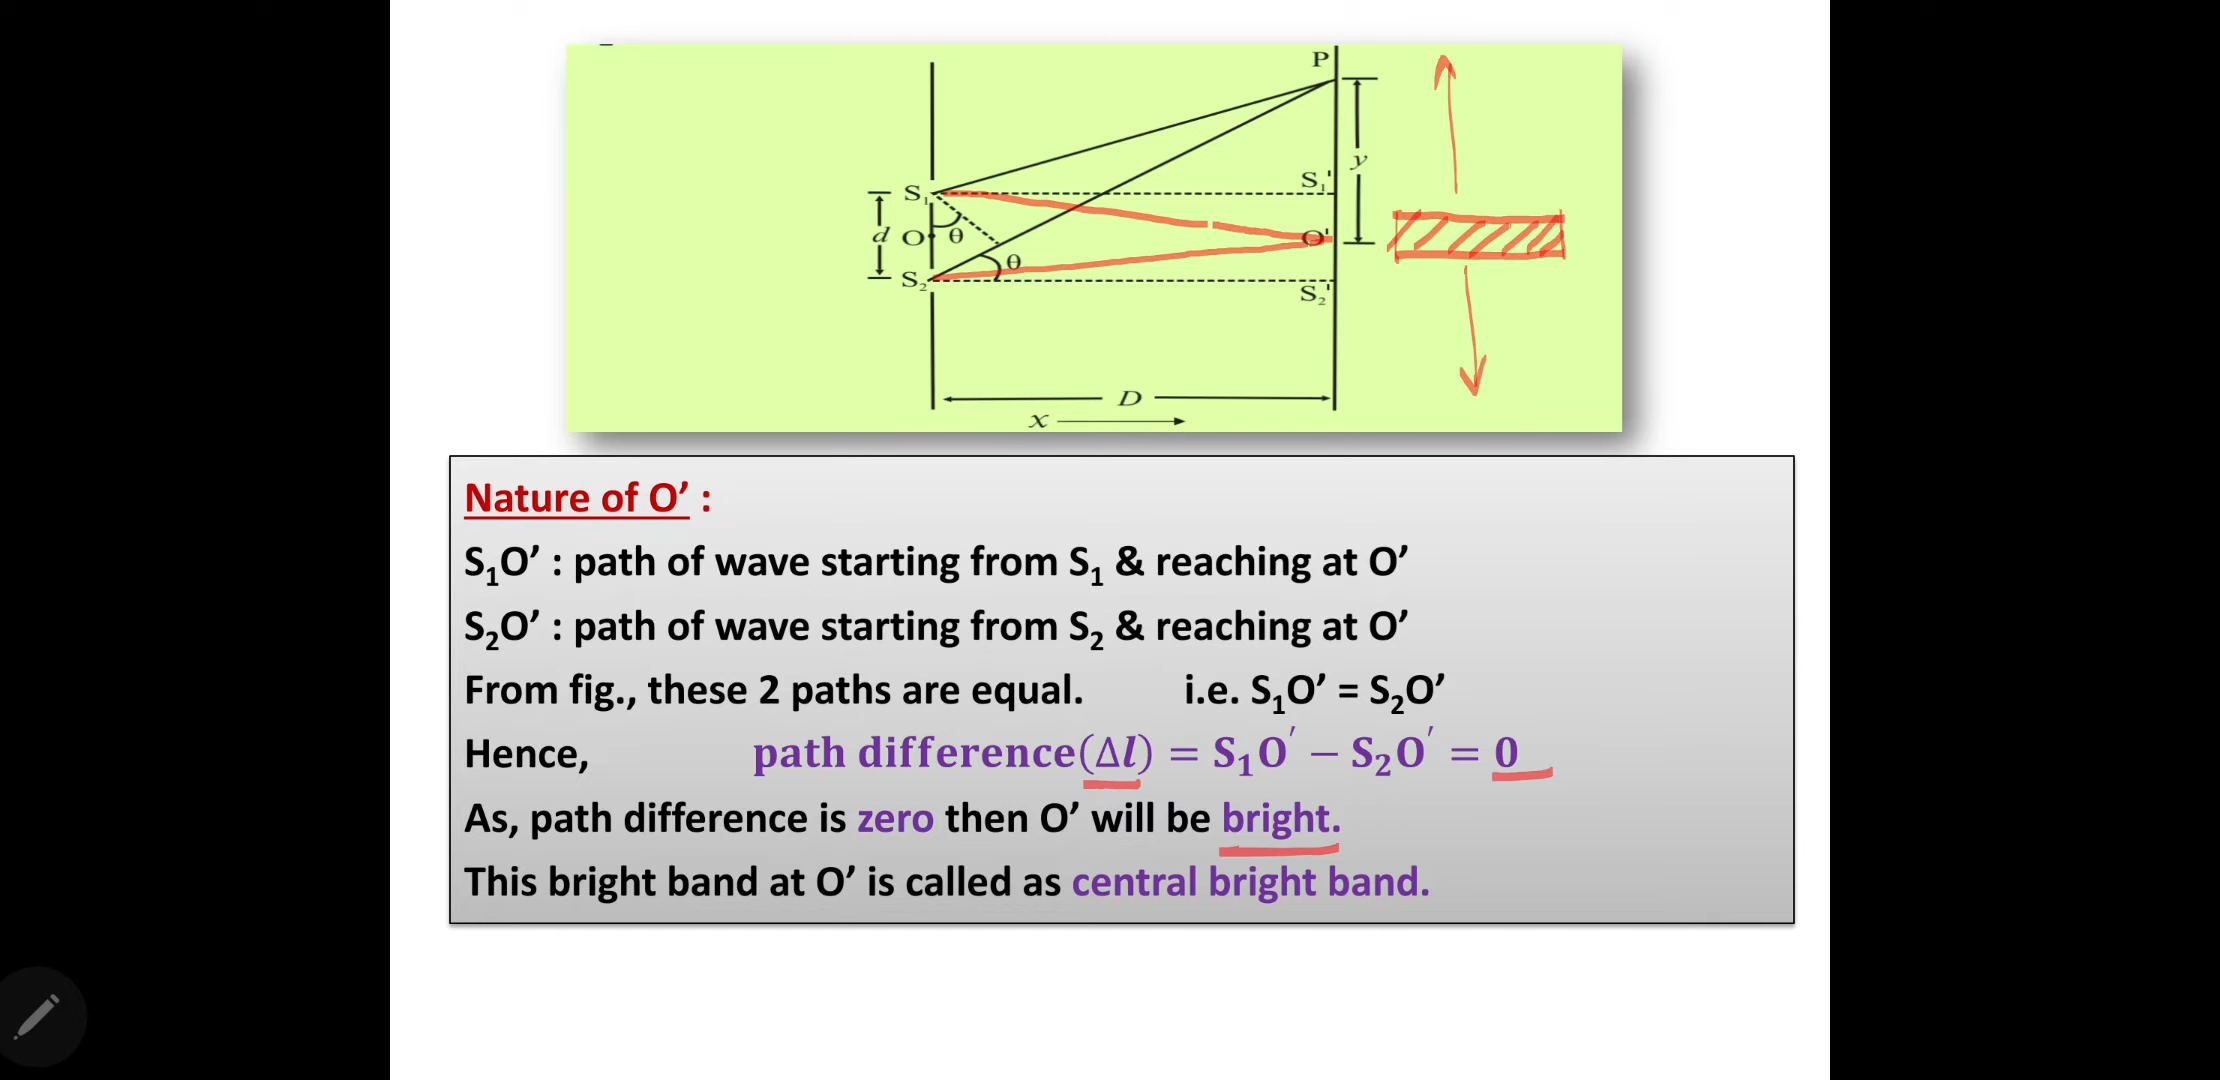 P
y
S₁
S₁'
d
O
θ
O'
θ
S₂
S₂'
D
x
Nature of O’ :
S₁O’ : path of wave starting from S₁ & reaching at O’
S₂O’ : path of wave starting from S₂ & reaching at O’
From fig., these 2 paths are equal. i.e. S₁O’ = S₂O’
Hence, path difference(Δl) = S₁O′ − S₂O′ = 0
As, path difference is zero then O’ will be bright.
This bright band at O’ is called as central bright band.